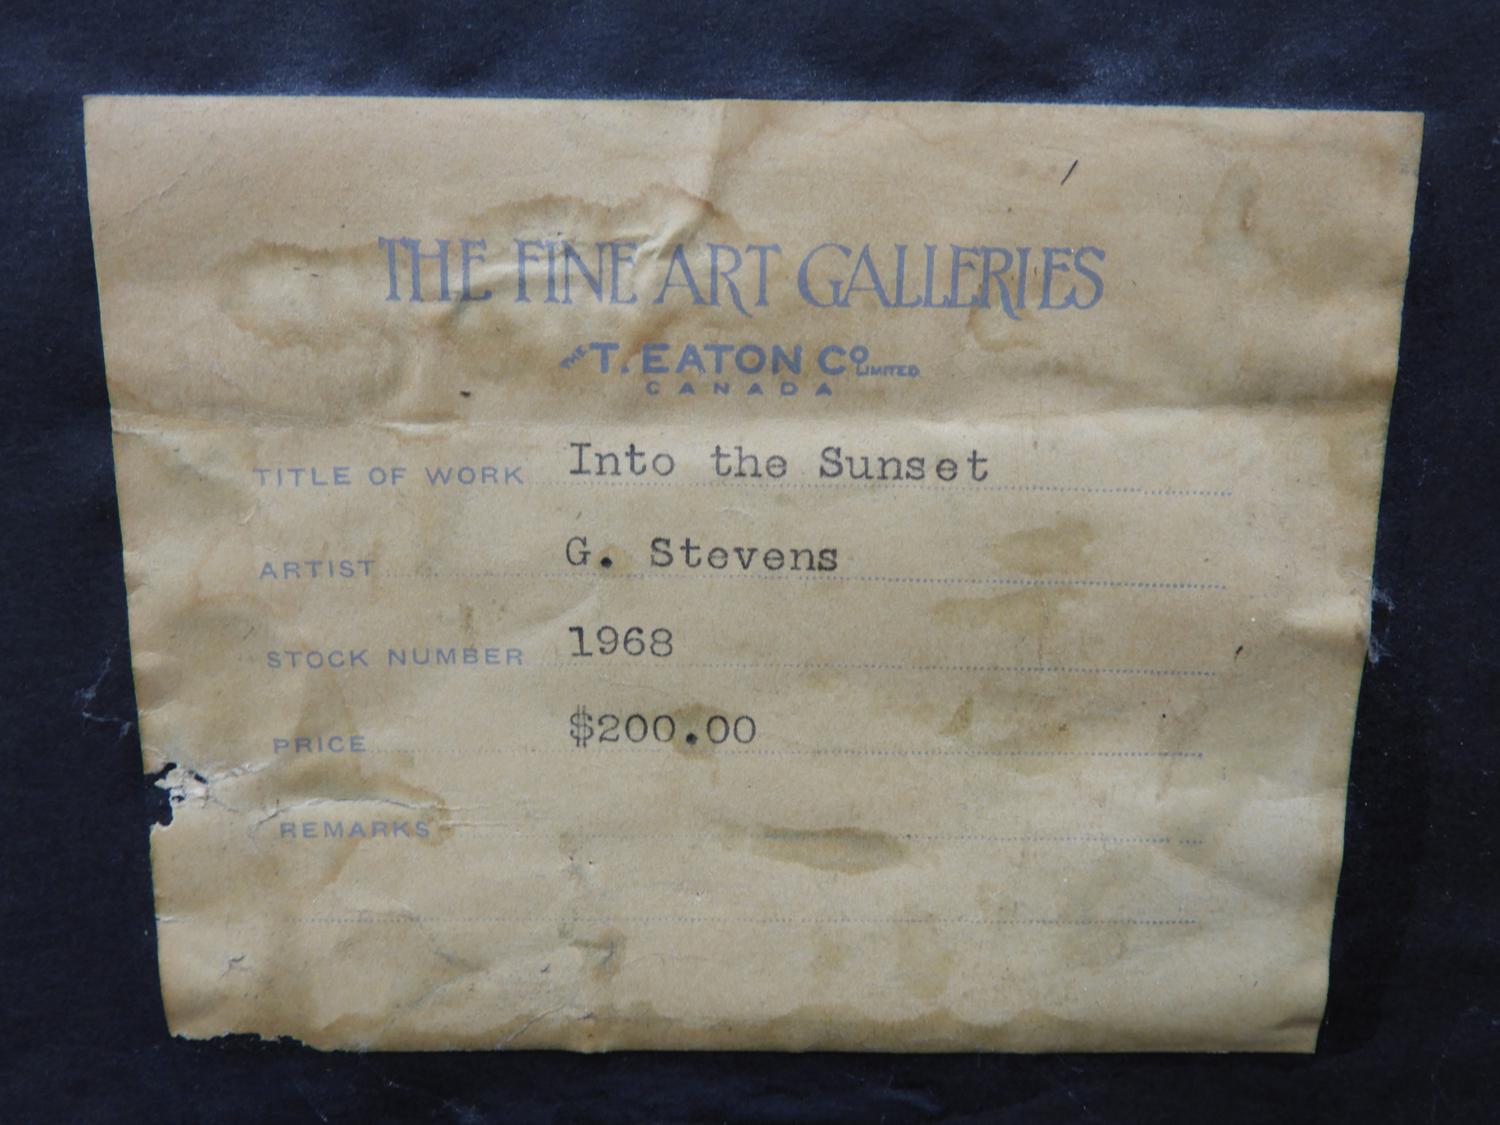 THE FINE ART GALLERIES
THE T. EATON Co LIMITED
CANADA
TITLE OF WORK Into the Sunset
ARTIST G. Stevens
STOCK NUMBER 1968
PRICE $200.00
REMARKS